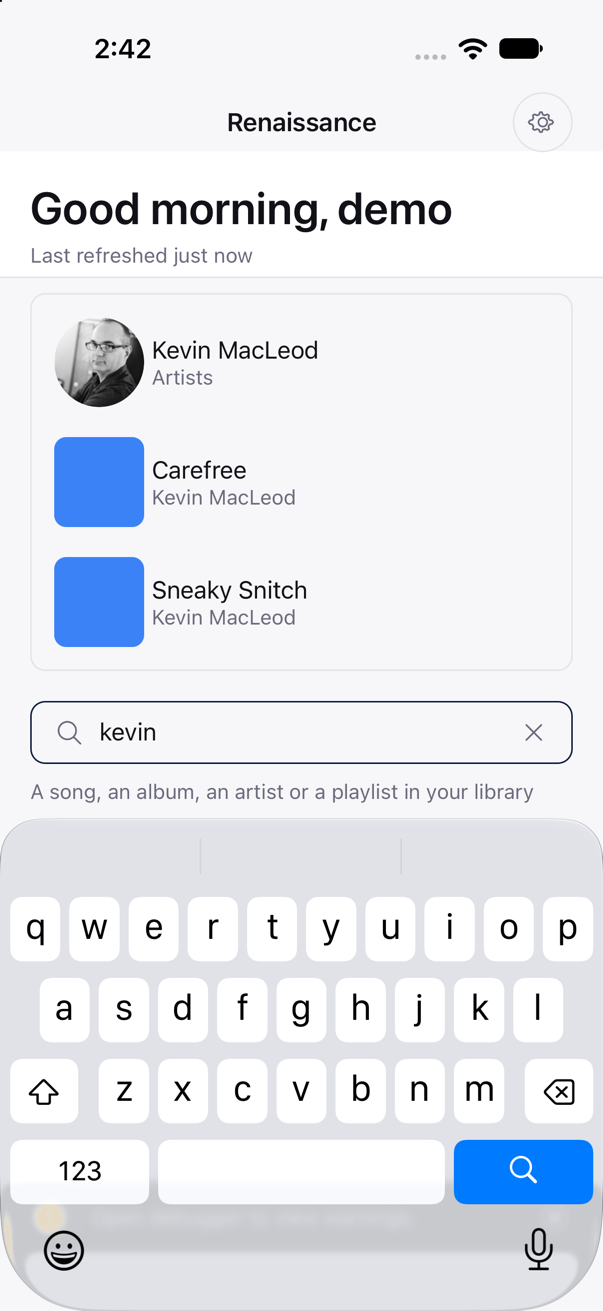 2:42
Renaissance
Good morning, demo
Last refreshed just now
Kevin MacLeod
Artists
Carefree
Kevin MacLeod
Sneaky Snitch
Kevin MacLeod
kevin
A song, an album, an artist or a playlist in your library
q w e r t y u i o p
a s d f g h j k l
z x c v b n m
123